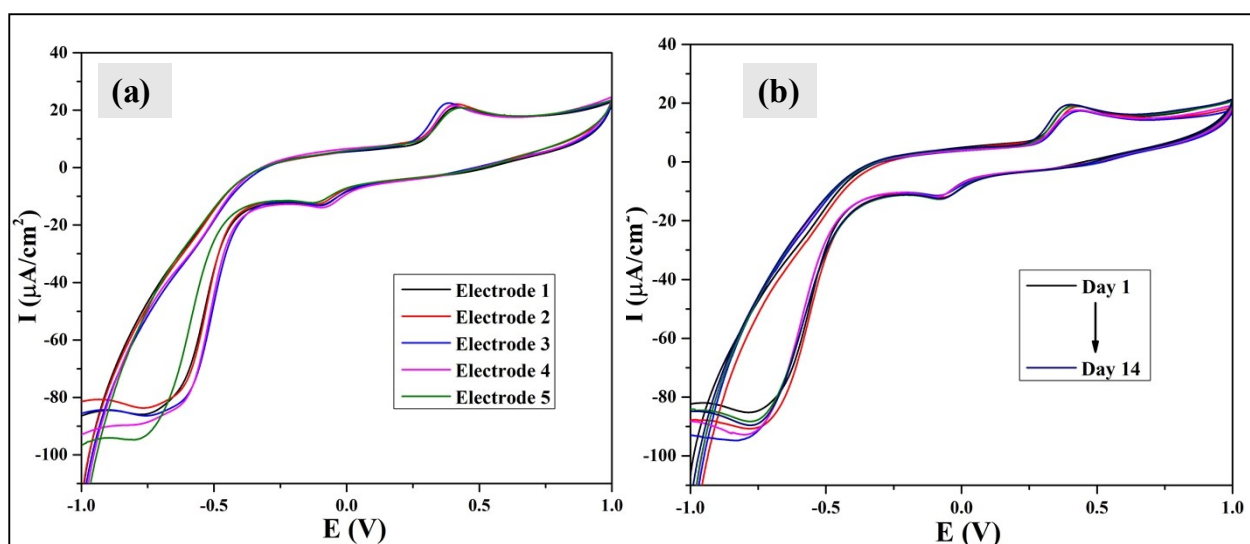 (a)
40
20
0
-20
-40
-60
-80
-100
I (µA/cm²)
-1.0 -0.5 0.0 0.5 1.0
E (V)
Electrode 1
Electrode 2
Electrode 3
Electrode 4
Electrode 5
(b)
40
20
0
-20
-40
-60
-80
-100
I (µA/cm²)
-1.0 -0.5 0.0 0.5 1.0
E (V)
Day 1
Day 14